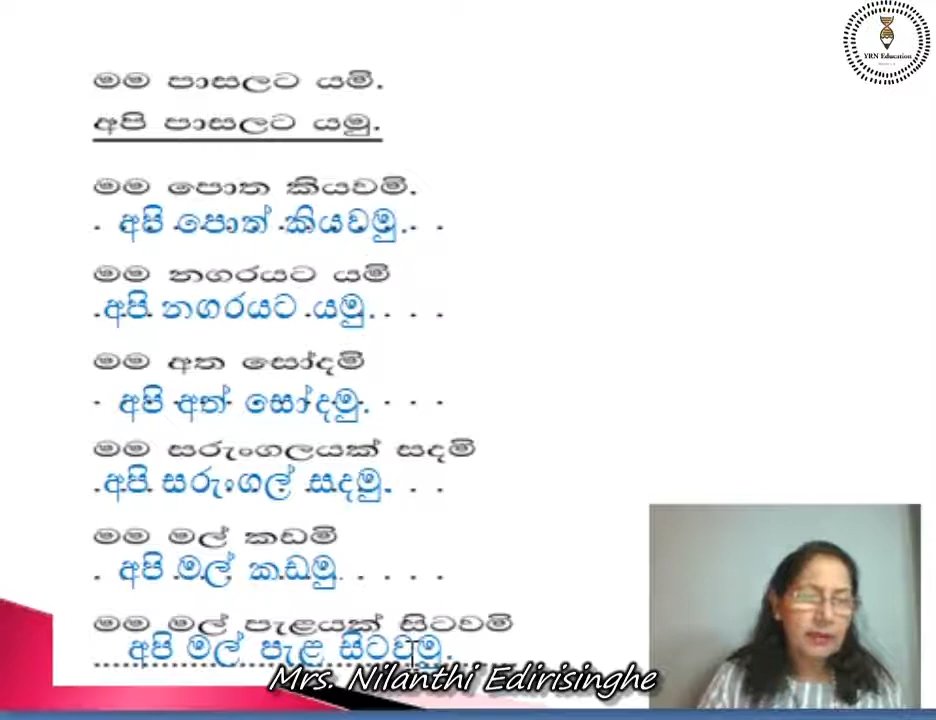 YRN Education
මම පාසලට යමි.
අපි පාසලට යමු.
මම පොත කියවමි.
. අපි පොත් කියවමු. . .
මම නගරයට යමි
.අපි නගරයට යමු. . . .
මම අත සෝදමි
. අපි අත් සෝදමු. . . .
මම සරුංගලයක් සදමි
.අපි සරුංගල් සදමු. . .
මම මල් කඩමි
. අපි මල් කඩමු. . . . .
මම මල් පැළයක් සිටවමි
අපි මල් පැළ සිටවමු.
Mrs. Nilanthi Edirisinghe